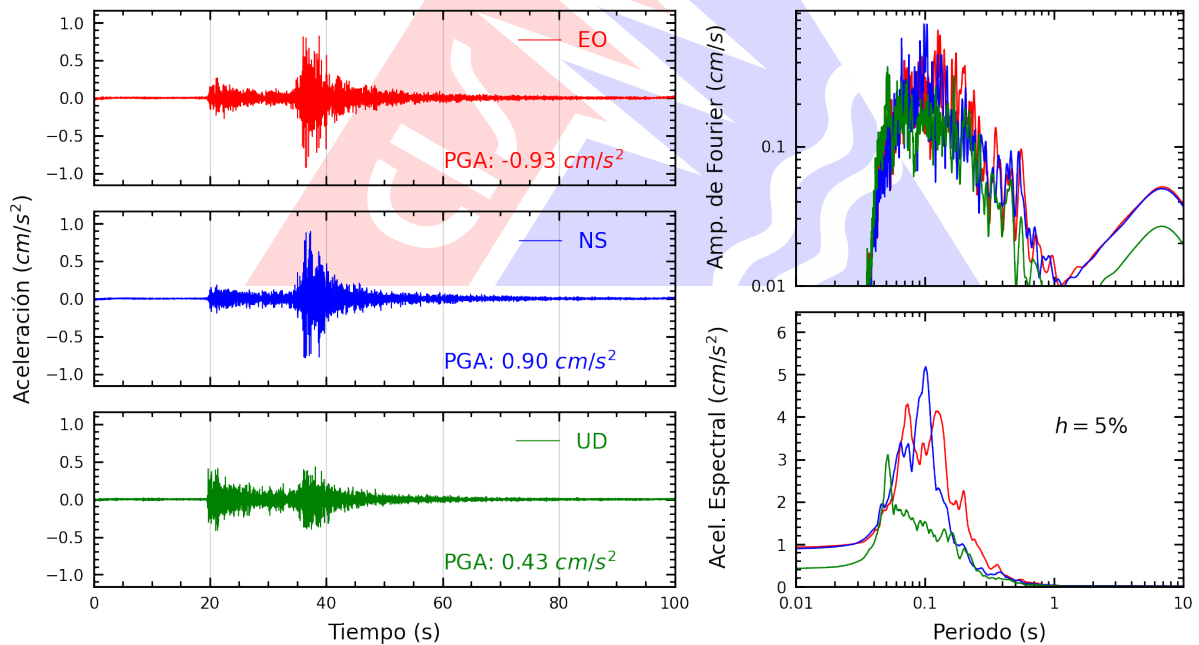 Aceleración (cm/s²)
1.0
0.5
0.0
−0.5
−1.0
EO
PGA: -0.93 cm/s²
1.0
0.5
0.0
−0.5
−1.0
NS
PGA: 0.90 cm/s²
1.0
0.5
0.0
−0.5
−1.0
UD
PGA: 0.43 cm/s²
0 20 40 60 80 100
Tiempo (s)
Amp. de Fourier (cm/s)
0.1
0.01
Acel. Espectral (cm/s²)
6
5
4
3
2
1
0
h = 5%
0.01 0.1 1 10
Periodo (s)